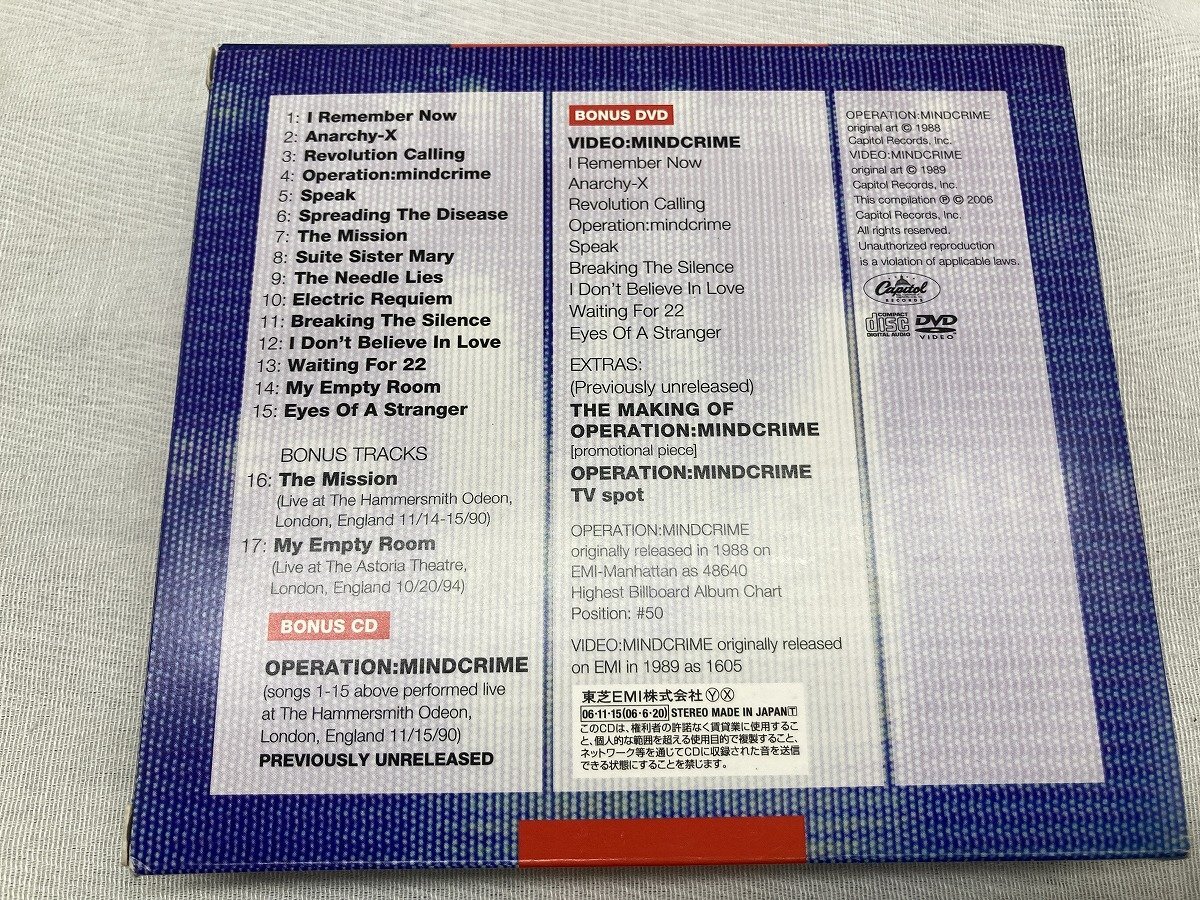 1: I Remember Now
2: Anarchy-X
3: Revolution Calling
4: Operation:mindcrime
5: Speak
6: Spreading The Disease
7: The Mission
8: Suite Sister Mary
9: The Needle Lies
10: Electric Requiem
11: Breaking The Silence
12: I Don't Believe In Love
13: Waiting For 22
14: My Empty Room
15: Eyes Of A Stranger
BONUS TRACKS
16: The Mission
(Live at The Hammersmith Odeon,
London, England 11/14-15/90)
17: My Empty Room
(Live at The Astoria Theatre,
London, England 10/20/94)
BONUS CD
OPERATION:MINDCRIME
(songs 1-15 above performed live
at The Hammersmith Odeon,
London, England 11/15/90)
PREVIOUSLY UNRELEASED
BONUS DVD
VIDEO:MINDCRIME
I Remember Now
Anarchy-X
Revolution Calling
Operation:mindcrime
Speak
Breaking The Silence
I Don't Believe In Love
Waiting For 22
Eyes Of A Stranger
EXTRAS:
(Previously unreleased)
THE MAKING OF
OPERATION:MINDCRIME
[promotional piece]
OPERATION:MINDCRIME
TV spot
OPERATION:MINDCRIME
originally released in 1988 on
EMI-Manhattan as 48640
Highest Billboard Album Chart
Position: #50
VIDEO:MINDCRIME originally released
on EMI in 1989 as 1605
東芝EMI株式会社ⓎⓍ
06・11・15(06・6・20) STEREO MADE IN JAPAN T
このCDは、権利者の許諾なく賃貸業に使用するこ
と、個人的な範囲を超える使用目的で複製すること、
ネットワーク等を通じてCDに収録された音を送信
できる状態にすることを禁じます。
OPERATION:MINDCRIME
original art © 1988
Capitol Records, Inc.
VIDEO:MINDCRIME
original art © 1989
Capitol Records, Inc.
This compilation ℗ © 2006
Capitol Records, Inc.
All rights reserved.
Unauthorized reproduction
is a violation of applicable laws.
Capitol
RECORDS
COMPACT
disc
DIGITAL AUDIO
DVD
VIDEO